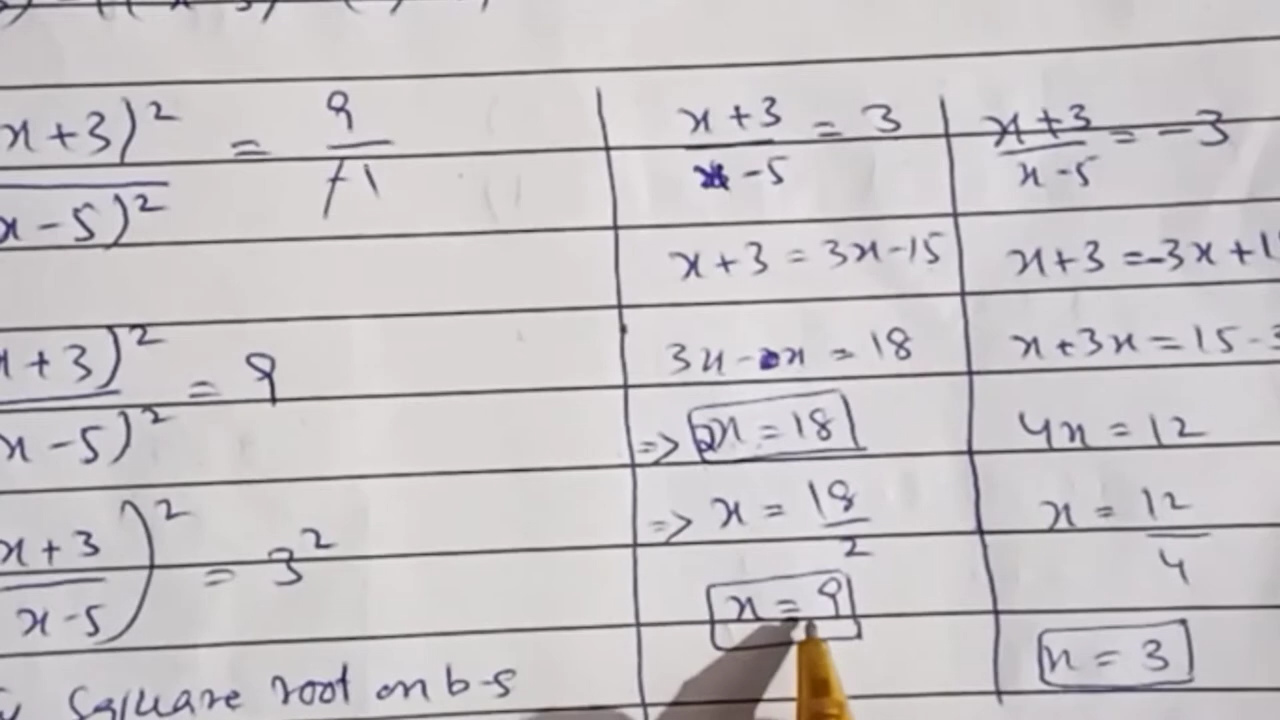 x+3)² = 9/1
x-5)²
x+3)² = 9
x-5)²
(x+3/x-5)² = 3²
Square root on b-s
x+3/x-5 = 3
x+3 = 3x-15
3x-x = 18
=> 2x = 18
=> x = 18/2
x = 9
x+3/x-5 = -3
x+3 = -3x+1
x+3x = 15-3
4x = 12
x = 12/4
x = 3